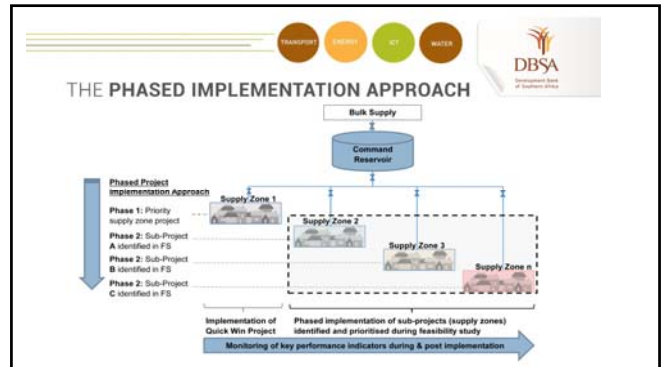 TRANSPORT
ENERGY
ICT
WATER
DBSA
Development Bank
of Southern Africa
THE PHASED IMPLEMENTATION APPROACH
Bulk Supply
Command
Reservoir
Phased Project
Implementation Approach
Supply Zone 1
Phase 1: Priority
supply zone project
Supply Zone 2
Phase 2: Sub-Project
A identified in FS
Supply Zone 3
Phase 2: Sub-Project
B identified in FS
Supply Zone n
Phase 2: Sub-Project
C identified in FS
Implementation of
Quick Win Project
Phased implementation of sub-projects (supply zones)
identified and prioritised during feasibility study
Monitoring of key performance indicators during & post implementation